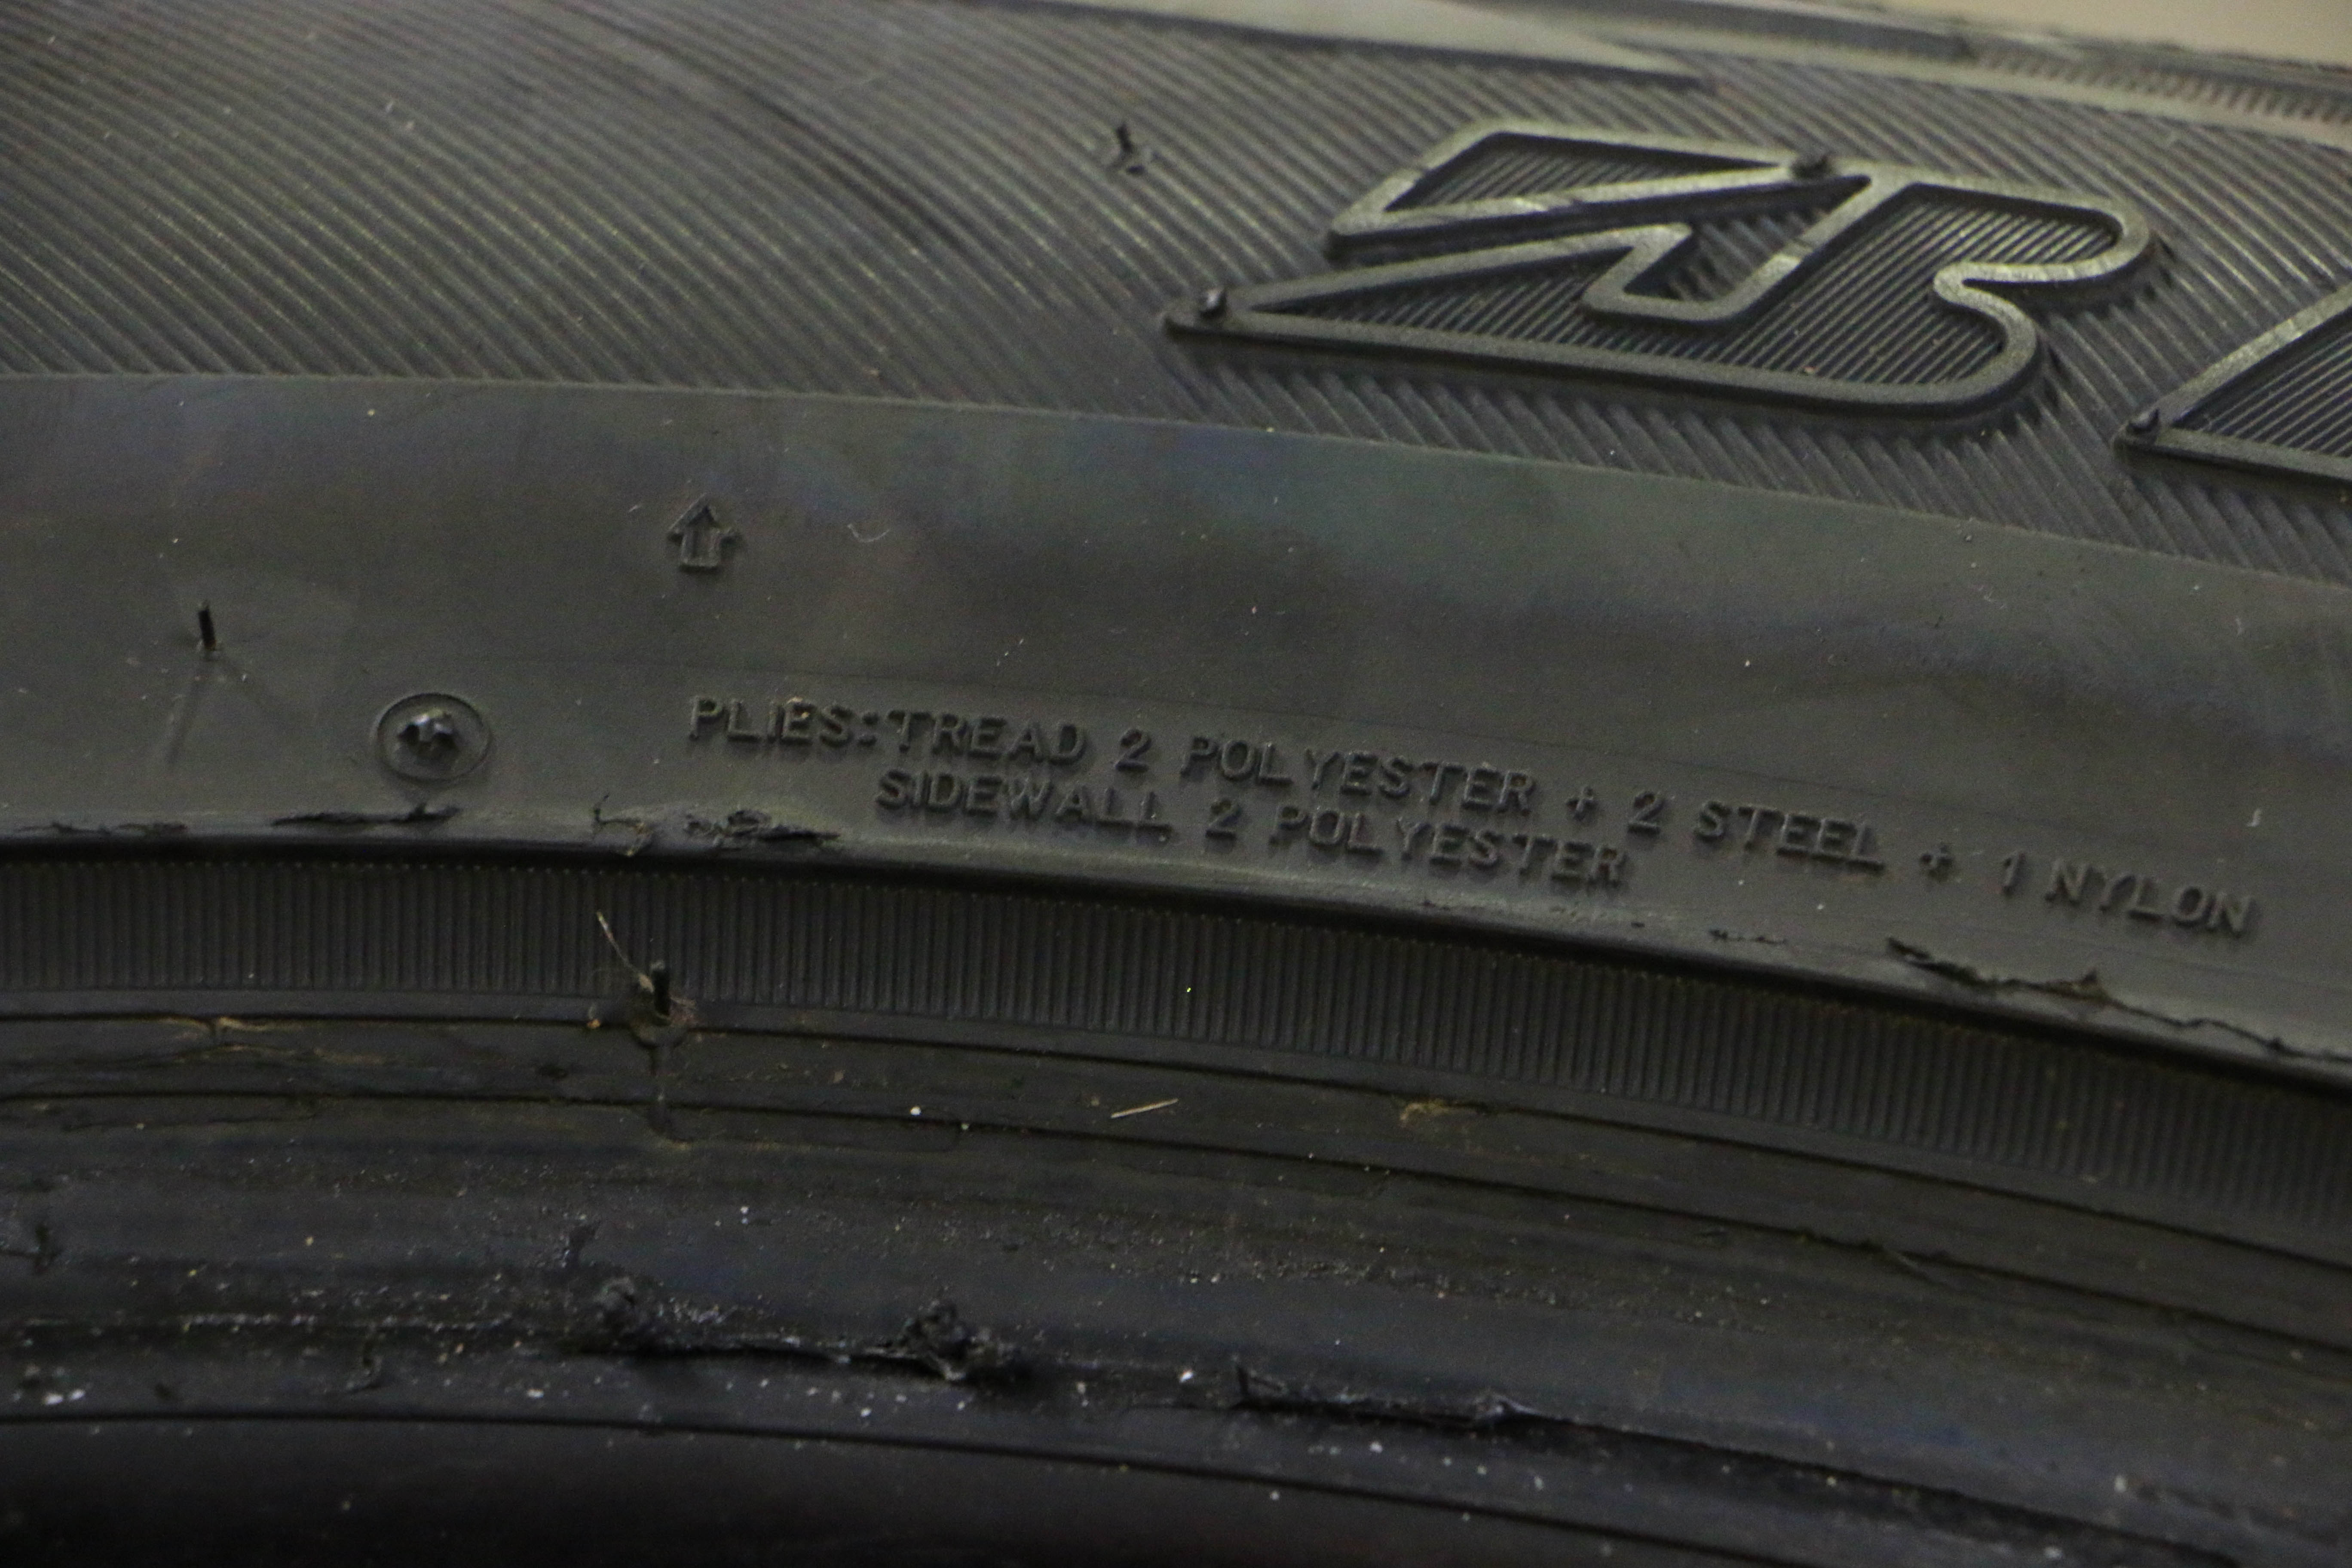 B
PLIES:TREAD 2 POLYESTER + 2 STEEL + 1 NYLON
SIDEWALL 2 POLYESTER